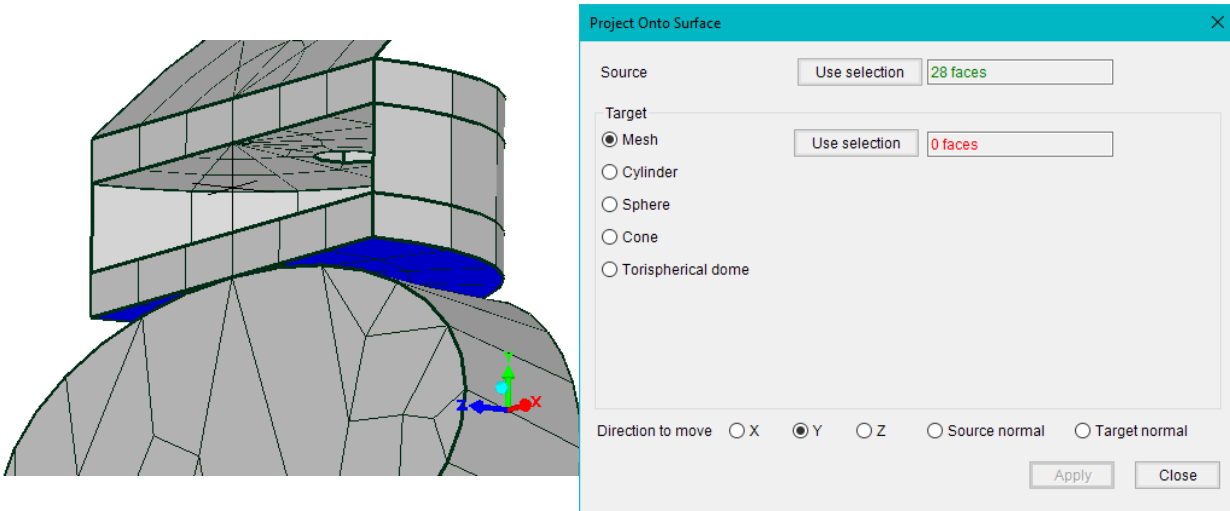 Project Onto Surface
Source Use selection 28 faces
Target
Mesh Use selection 0 faces
Cylinder
Sphere
Cone
Torispherical dome
Y
Z X
Direction to move X Y Z Source normal Target normal
Apply Close